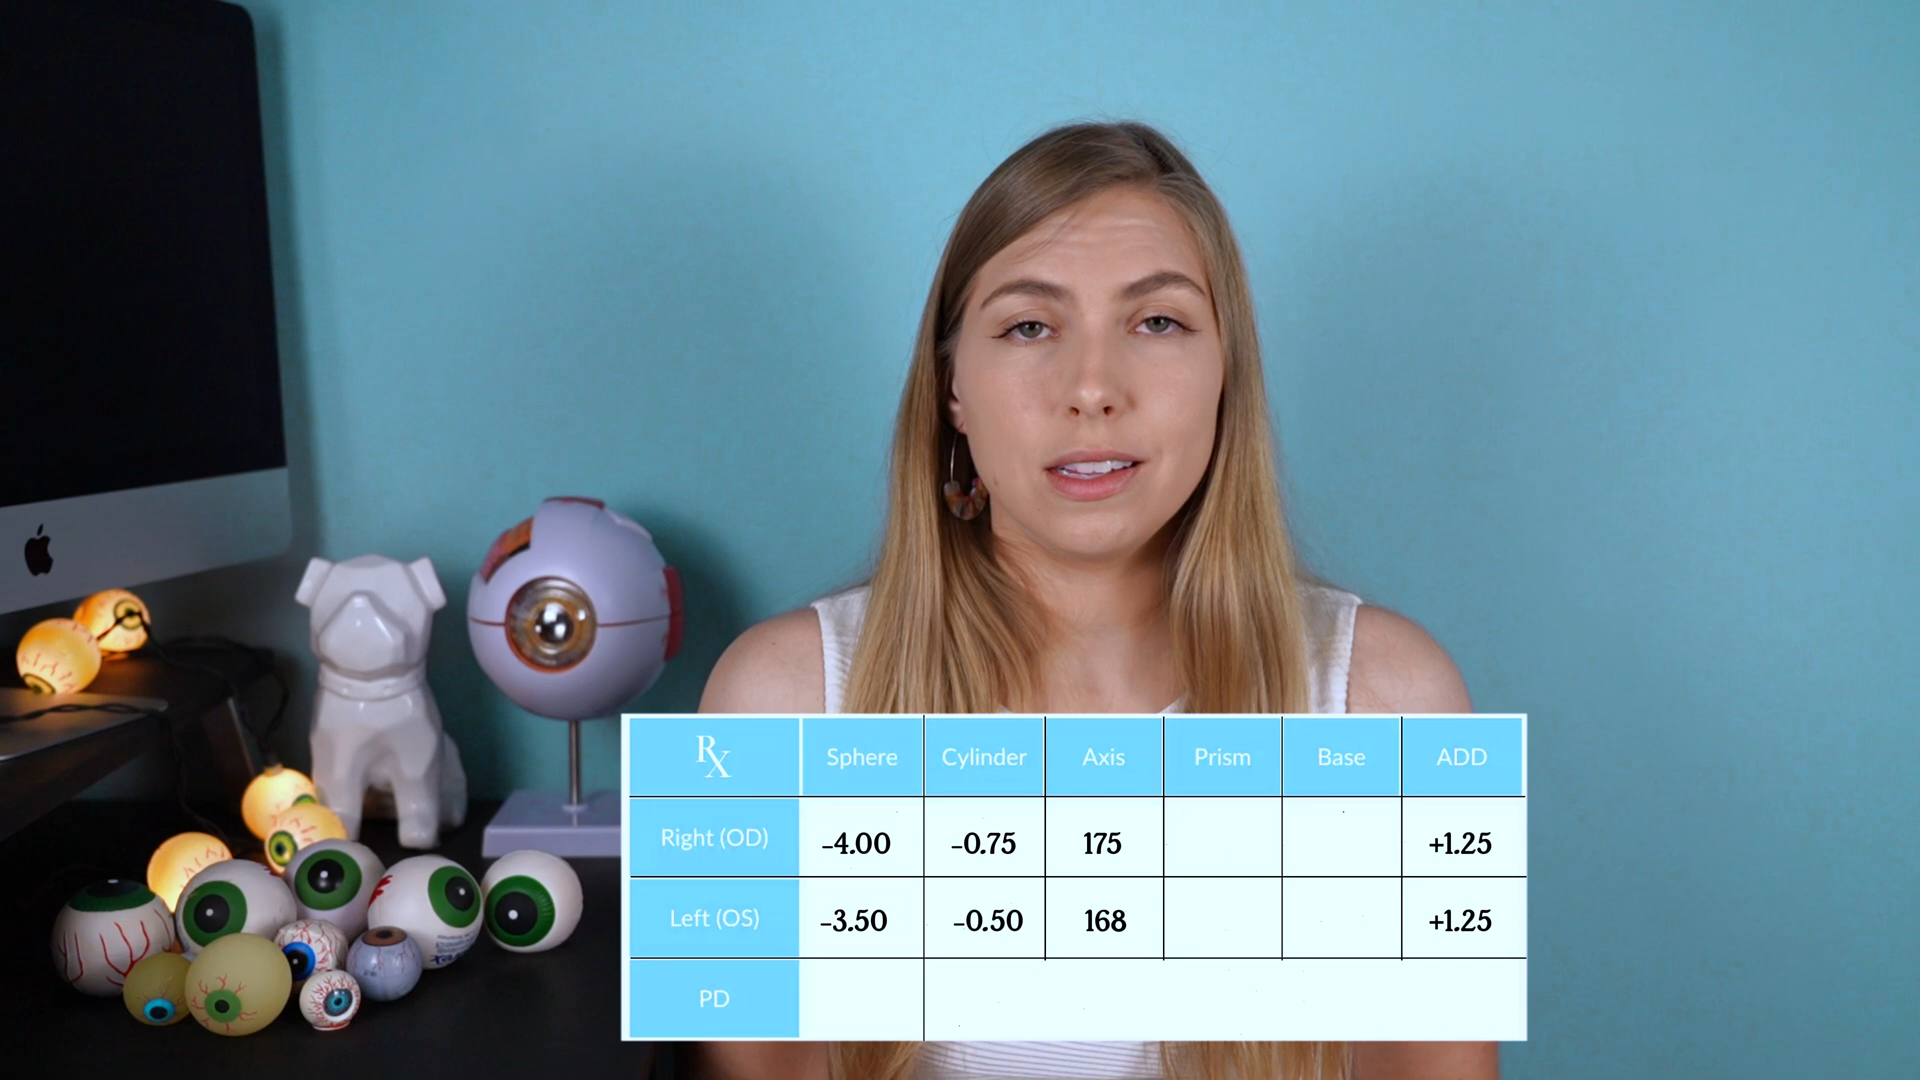 Rx Sphere Cylinder Axis Prism Base ADD
Right (OD) -4.00 -0.75 175 +1.25
Left (OS) -3.50 -0.50 168 +1.25
PD